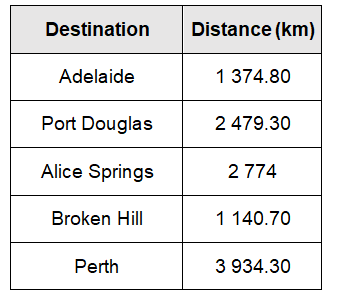 Destination Distance (km)
Adelaide 1 374.80
Port Douglas 2 479.30
Alice Springs 2 774
Broken Hill 1 140.70
Perth 3 934.30